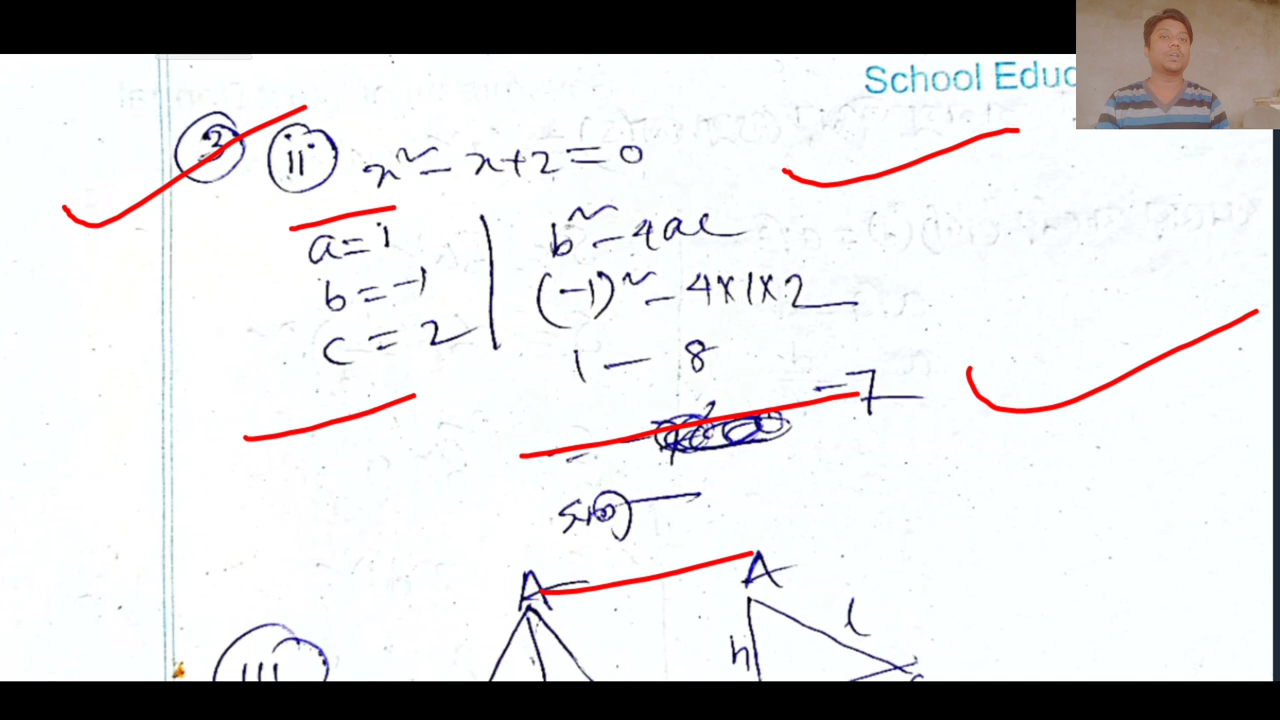 School Educ
2 ii x² - x + 2 = 0
a = 1
b = -1
c = 2
b² - 4ac
(-1)² - 4×1×2
1 - 8
-7
A A
h l
iii